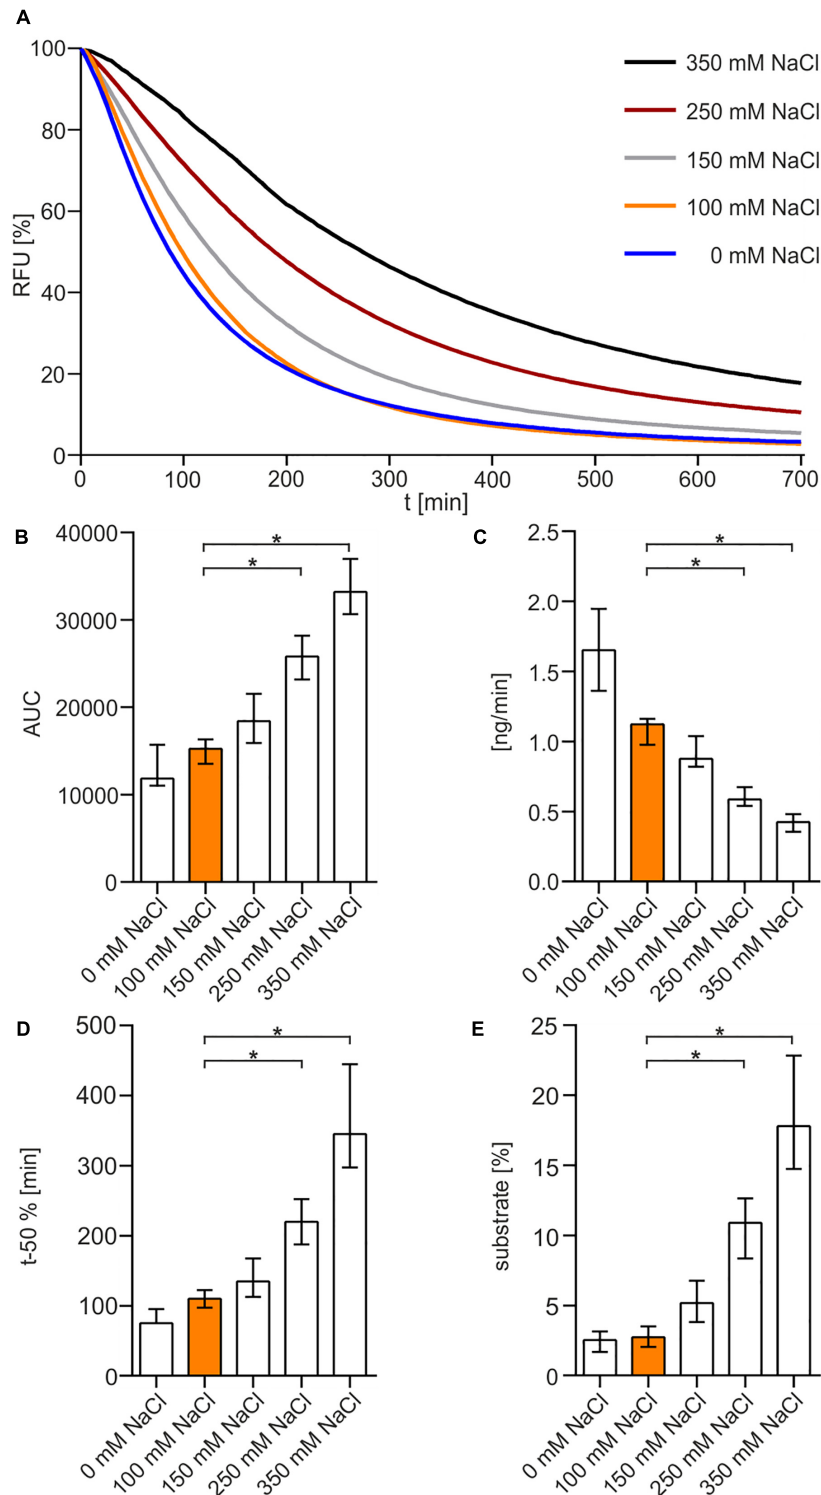 A
RFU [%]
100
80
60
40
20
0
0 100 200 300 400 500 600 700
t [min]
350 mM NaCl
250 mM NaCl
150 mM NaCl
100 mM NaCl
0 mM NaCl
B
AUC
40000
30000
20000
10000
0
*
*
0 mM NaCl
100 mM NaCl
150 mM NaCl
250 mM NaCl
350 mM NaCl
C
[ng/min]
2.5
2.0
1.5
1.0
0.5
0.0
*
*
0 mM NaCl
100 mM NaCl
150 mM NaCl
250 mM NaCl
350 mM NaCl
D
t-50 % [min]
500
400
300
200
100
0
*
*
0 mM NaCl
100 mM NaCl
150 mM NaCl
250 mM NaCl
350 mM NaCl
E
substrate [%]
25
20
15
10
5
0
*
*
0 mM NaCl
100 mM NaCl
150 mM NaCl
250 mM NaCl
350 mM NaCl